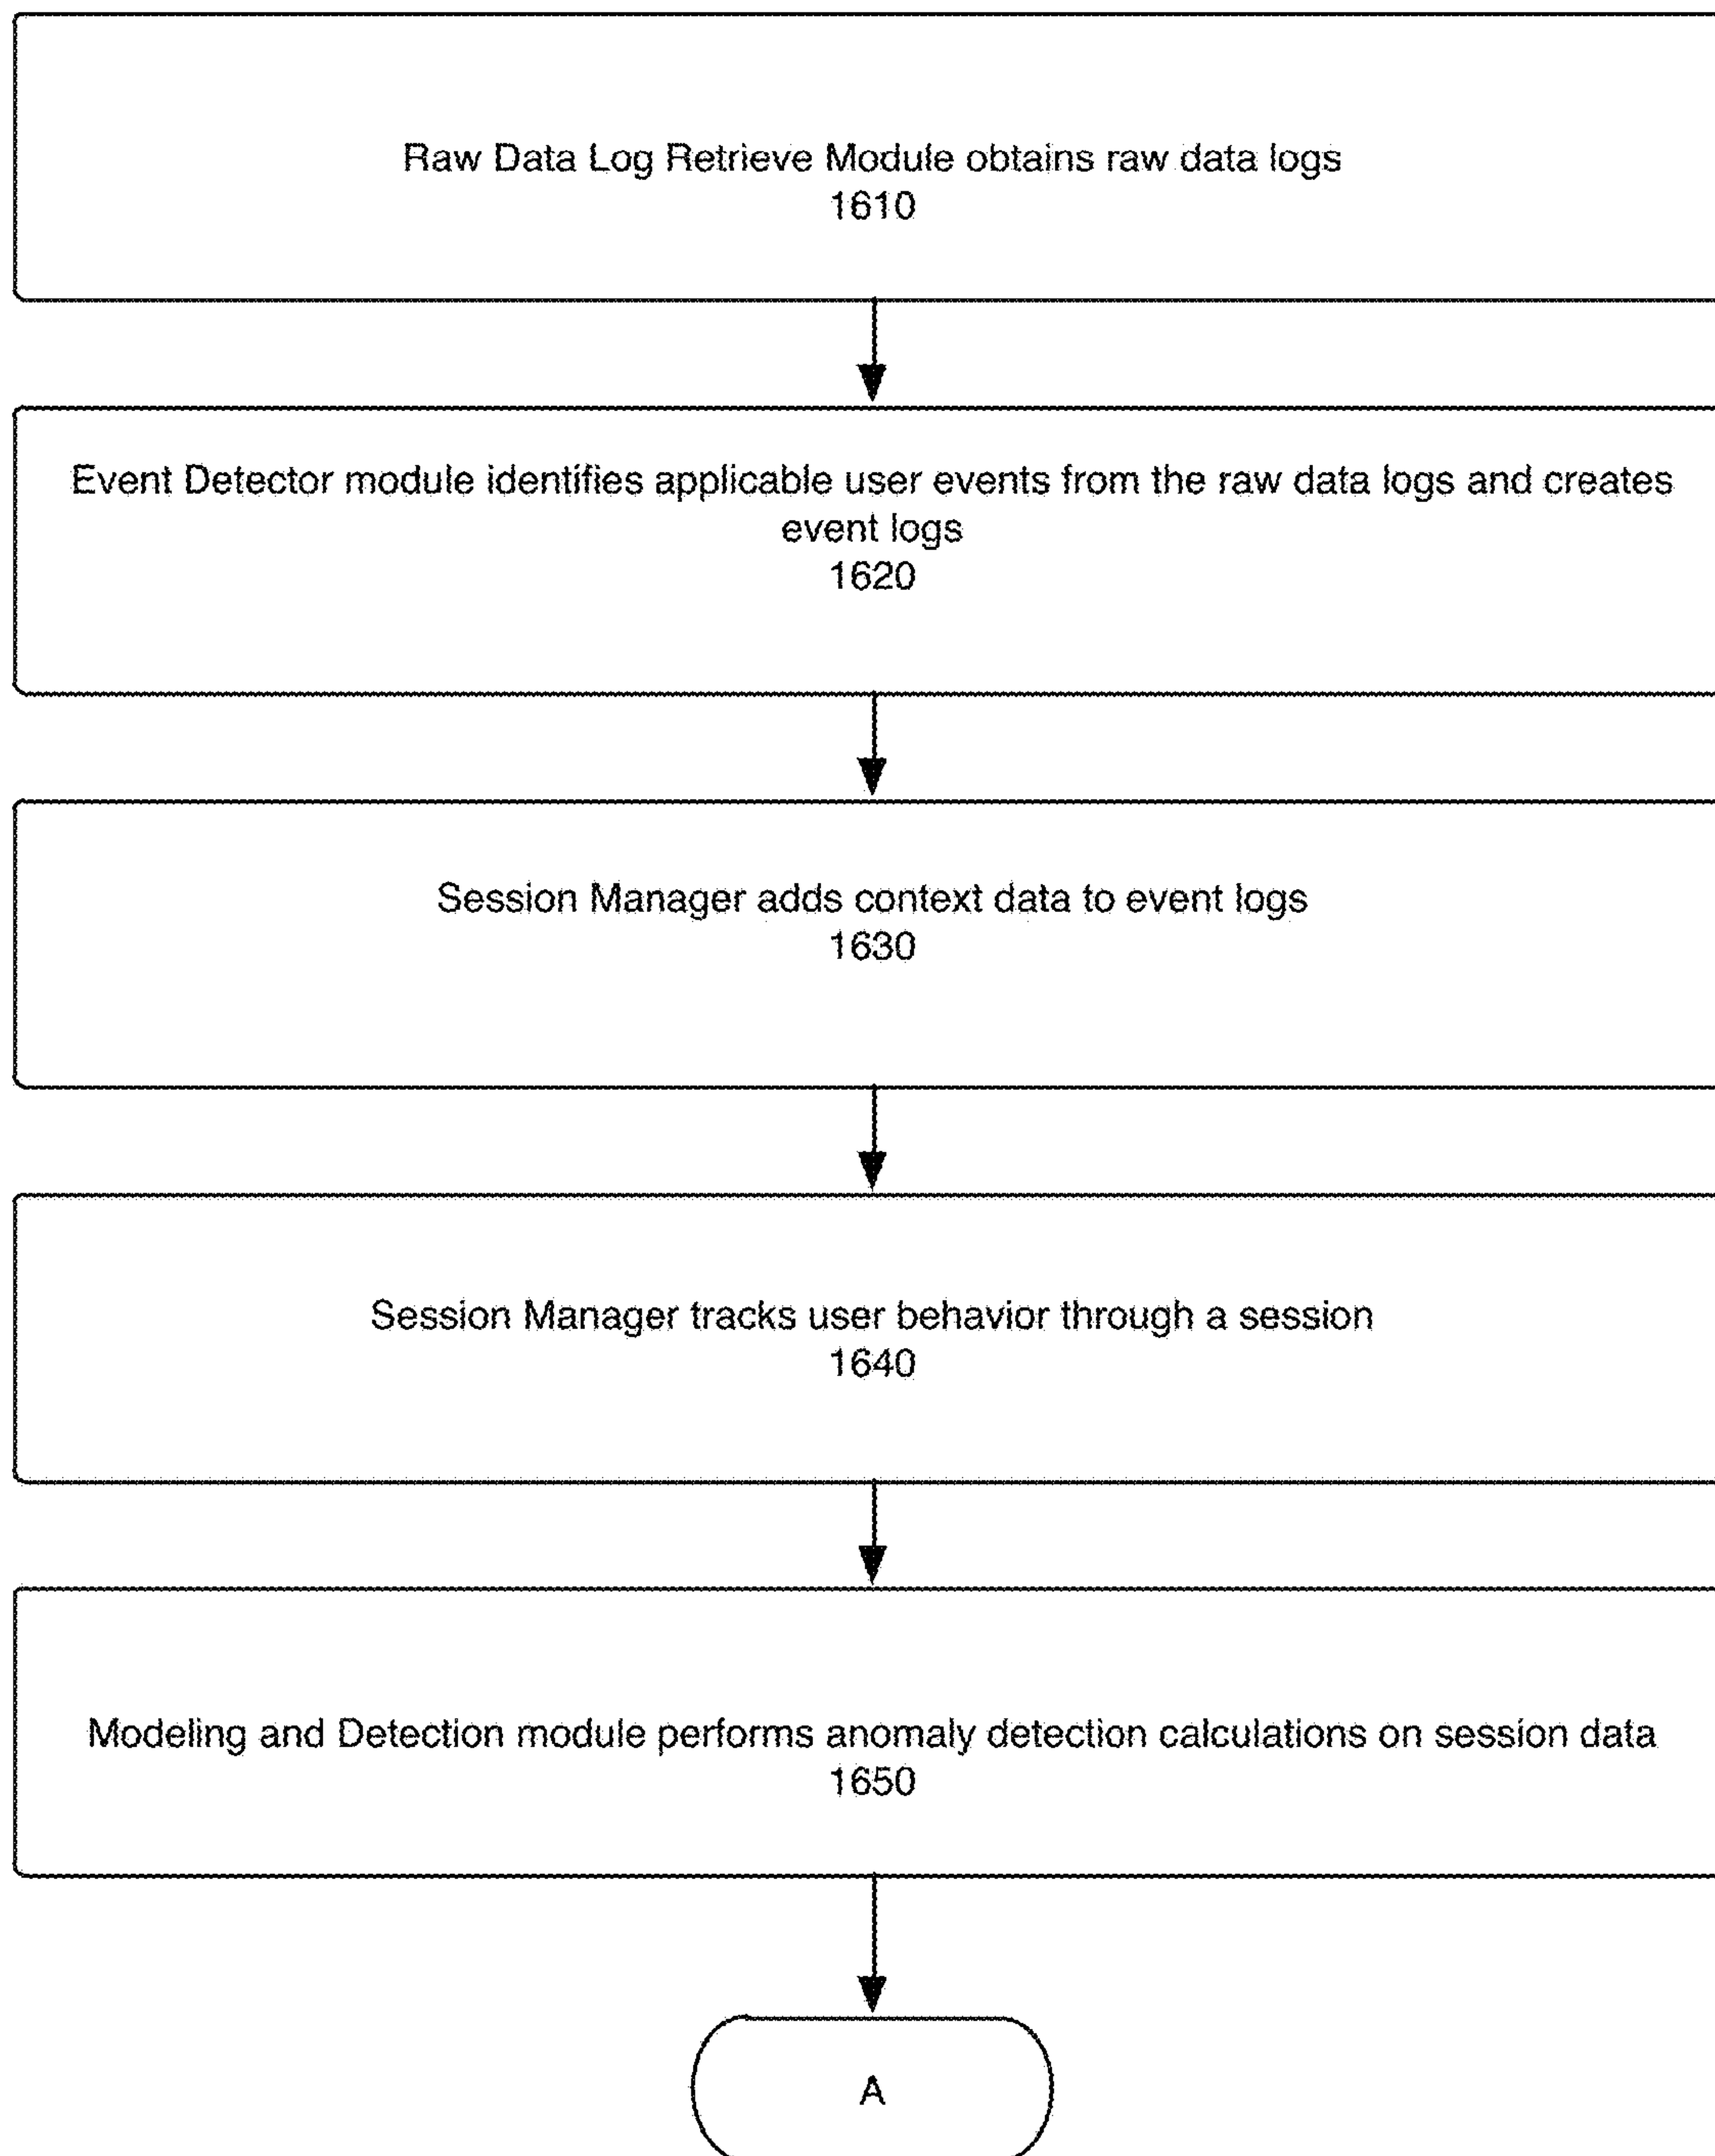 Raw Data Log Retrieve Module obtains raw data logs
1610
Event Detector module identifies applicable user events from the raw data logs and creates
event logs
1620
Session Manager adds context data to event logs
1630
Session Manager tracks user behavior through a session
1640
Modeling and Detection module performs anomaly detection calculations on session data
1650
A